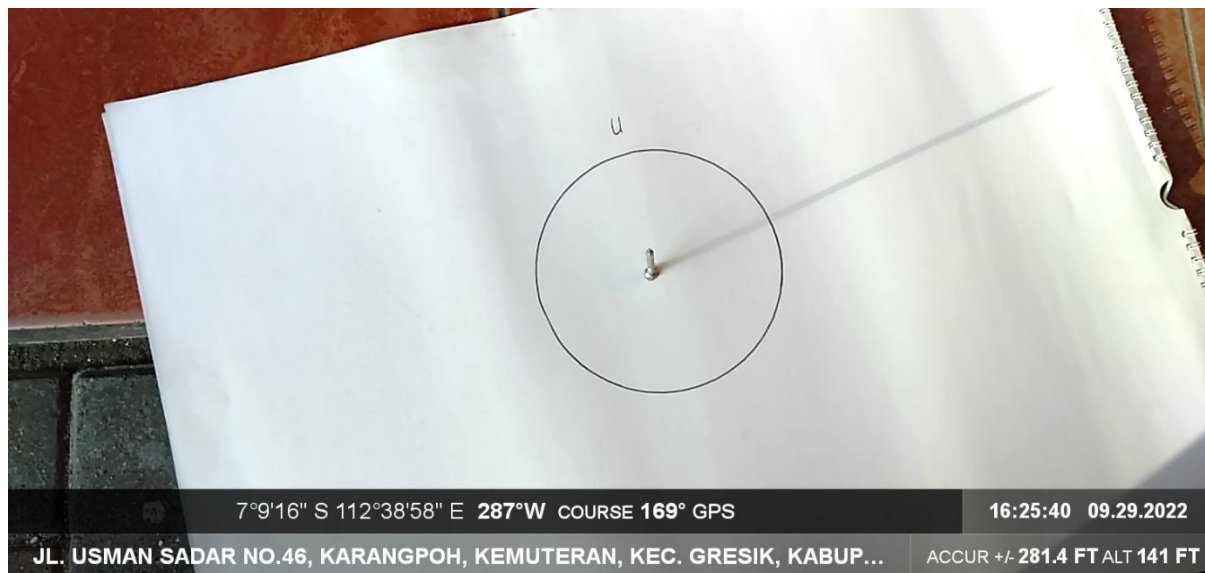 U
7°9'16" S 112°38'58" E 287°W COURSE 169° GPS
16:25:40 09.29.2022
JL. USMAN SADAR NO.46, KARANGPOH, KEMUTERAN, KEC. GRESIK, KABUP...
ACCUR +/- 281.4 FT ALT 141 FT